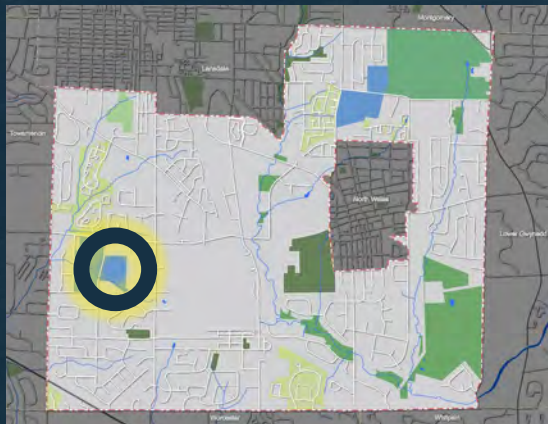 Montgomery
Lansdale
Towamencin
North Wales
Lower Gwynedd
Worcester
Whitpain